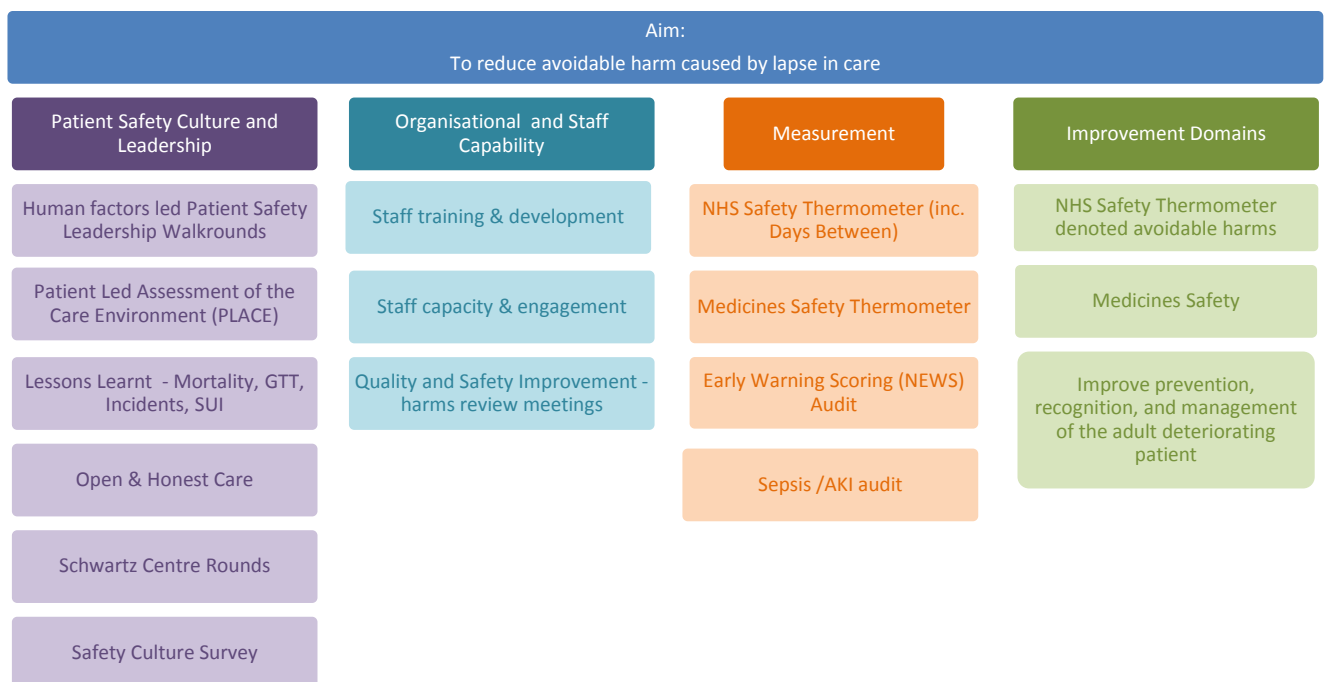 Aim:
To reduce avoidable harm caused by lapse in care
Patient Safety Culture and
Leadership
Human factors led Patient Safety
Leadership Walkrounds
Patient Led Assessment of the
Care Environment (PLACE)
Lessons Learnt - Mortality, GTT,
Incidents, SUI
Open & Honest Care
Schwartz Centre Rounds
Safety Culture Survey
Organisational and Staff
Capability
Staff training & development
Staff capacity & engagement
Quality and Safety Improvement -
harms review meetings
Measurement
NHS Safety Thermometer (inc.
Days Between)
Medicines Safety Thermometer
Early Warning Scoring (NEWS)
Audit
Sepsis /AKI audit
Improvement Domains
NHS Safety Thermometer
denoted avoidable harms
Medicines Safety
Improve prevention,
recognition, and management
of the adult deteriorating
patient